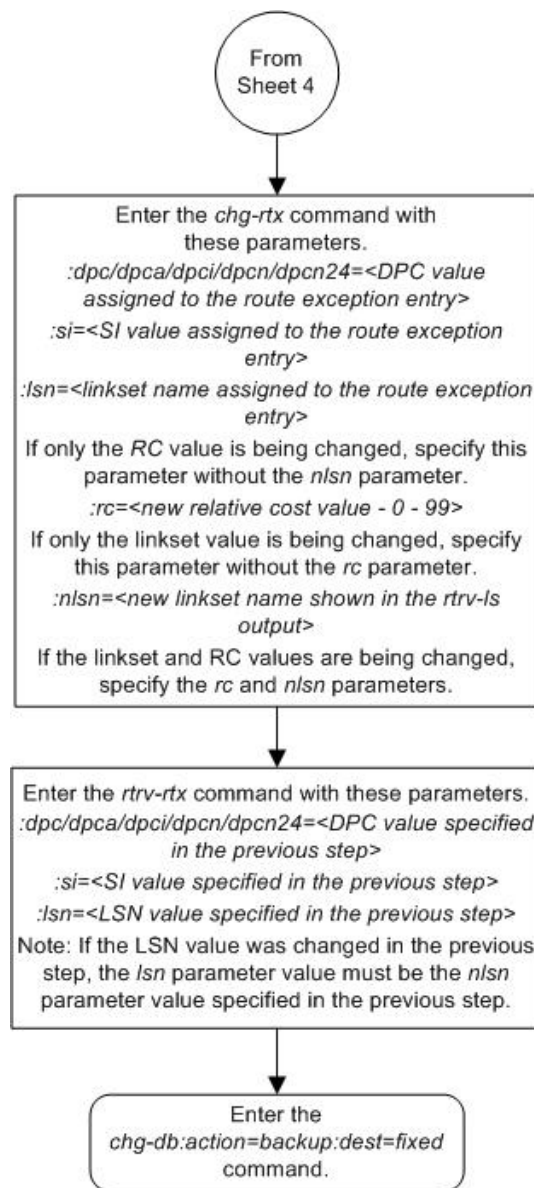 From
Sheet 4
Enter the chg-rtx command with
these parameters.
:dpc/dpca/dpci/dpcn/dpcn24=<DPC value
assigned to the route exception entry>
:si=<SI value assigned to the route exception
entry>
:lsn=<linkset name assigned to the route exception
entry>
If only the RC value is being changed, specify this
parameter without the nlsn parameter.
:rc=<new relative cost value - 0 - 99>
If only the linkset value is being changed, specify
this parameter without the rc parameter.
:nlsn=<new linkset name shown in the rtrv-ls
output>
If the linkset and RC values are being changed,
specify the rc and nlsn parameters.
Enter the rtrv-rtx command with these parameters.
:dpc/dpca/dpci/dpcn/dpcn24=<DPC value specified
in the previous step>
:si=<SI value specified in the previous step>
:lsn=<LSN value specified in the previous step>
Note: If the LSN value was changed in the previous
step, the lsn parameter value must be the nlsn
parameter value specified in the previous step.
Enter the
chg-db:action=backup:dest=fixed
command.